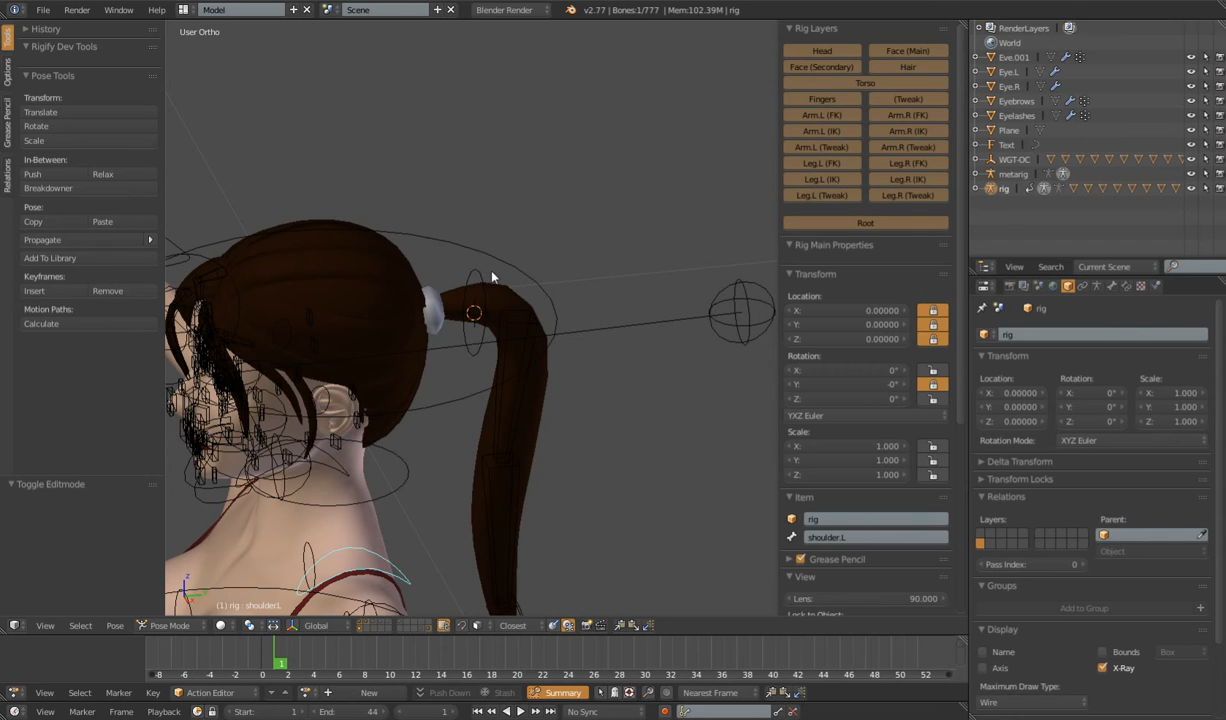 File Render Window Help
Model
Scene
Blender Render
v2.77 | Bones:1/777 | Mem:102.39M | rig
Tools
Options
Grease Pencil
Relations
History
Rigify Dev Tools
Pose Tools
Transform:
Translate
Rotate
Scale
In-Between:
Push Relax
Breakdowner
Pose:
Copy Paste
Propagate
Add To Library
Keyframes:
Insert Remove
Motion Paths:
Calculate
Toggle Editmode
User Ortho
(1) rig : shoulder.L
Rig Layers
Head Face (Main)
Face (Secondary) Hair
Torso
Fingers (Tweak)
Arm.L (FK) Arm.R (FK)
Arm.L (IK) Arm.R (IK)
Arm.L (Tweak) Arm.R (Tweak)
Leg.L (FK) Leg.R (FK)
Leg.L (IK) Leg.R (IK)
Leg.L (Tweak) Leg.R (Tweak)
Root
Rig Main Properties
Transform
Location:
X: 0.00000
Y: 0.00000
Z: 0.00000
Rotation:
X: 0°
Y: -0°
Z: 0°
YXZ Euler
Scale:
X: 1.000
Y: 1.000
Z: 1.000
Item
rig
shoulder.L
Grease Pencil
View
Lens: 90.000
Lock to Object:
RenderLayers
World
Eve.001
Eye.L
Eye.R
Eyebrows
Eyelashes
Plane
Text
WGT-OC
metarig
rig
View Search Current Scene
rig
rig
Transform
Location: Rotation: Scale:
X: 0.00000 X: 0° X: 1.000
Y: 0.00000 Y: 0° Y: 1.000
Z: 0.00000 Z: 0° Z: 1.000
Rotation Mode: XYZ Euler
Delta Transform
Transform Locks
Relations
Layers: Parent:
Object
Pass Index: 0
Groups
Add to Group
Display
Name Bounds Box
Axis X-Ray
Maximum Draw Type:
Wire
View Select Pose Pose Mode Global Closest
-8 -6 -4 -2 0 2 4 6 8 10 12 14 16 18 20 22 24 26 28 30 32 34 36 38 40 42 44 46 48 50 52
1
View Select Marker Key Action Editor New Push Down Stash Summary Nearest Frame
View Marker Frame Playback Start: 1 End: 44 1 No Sync